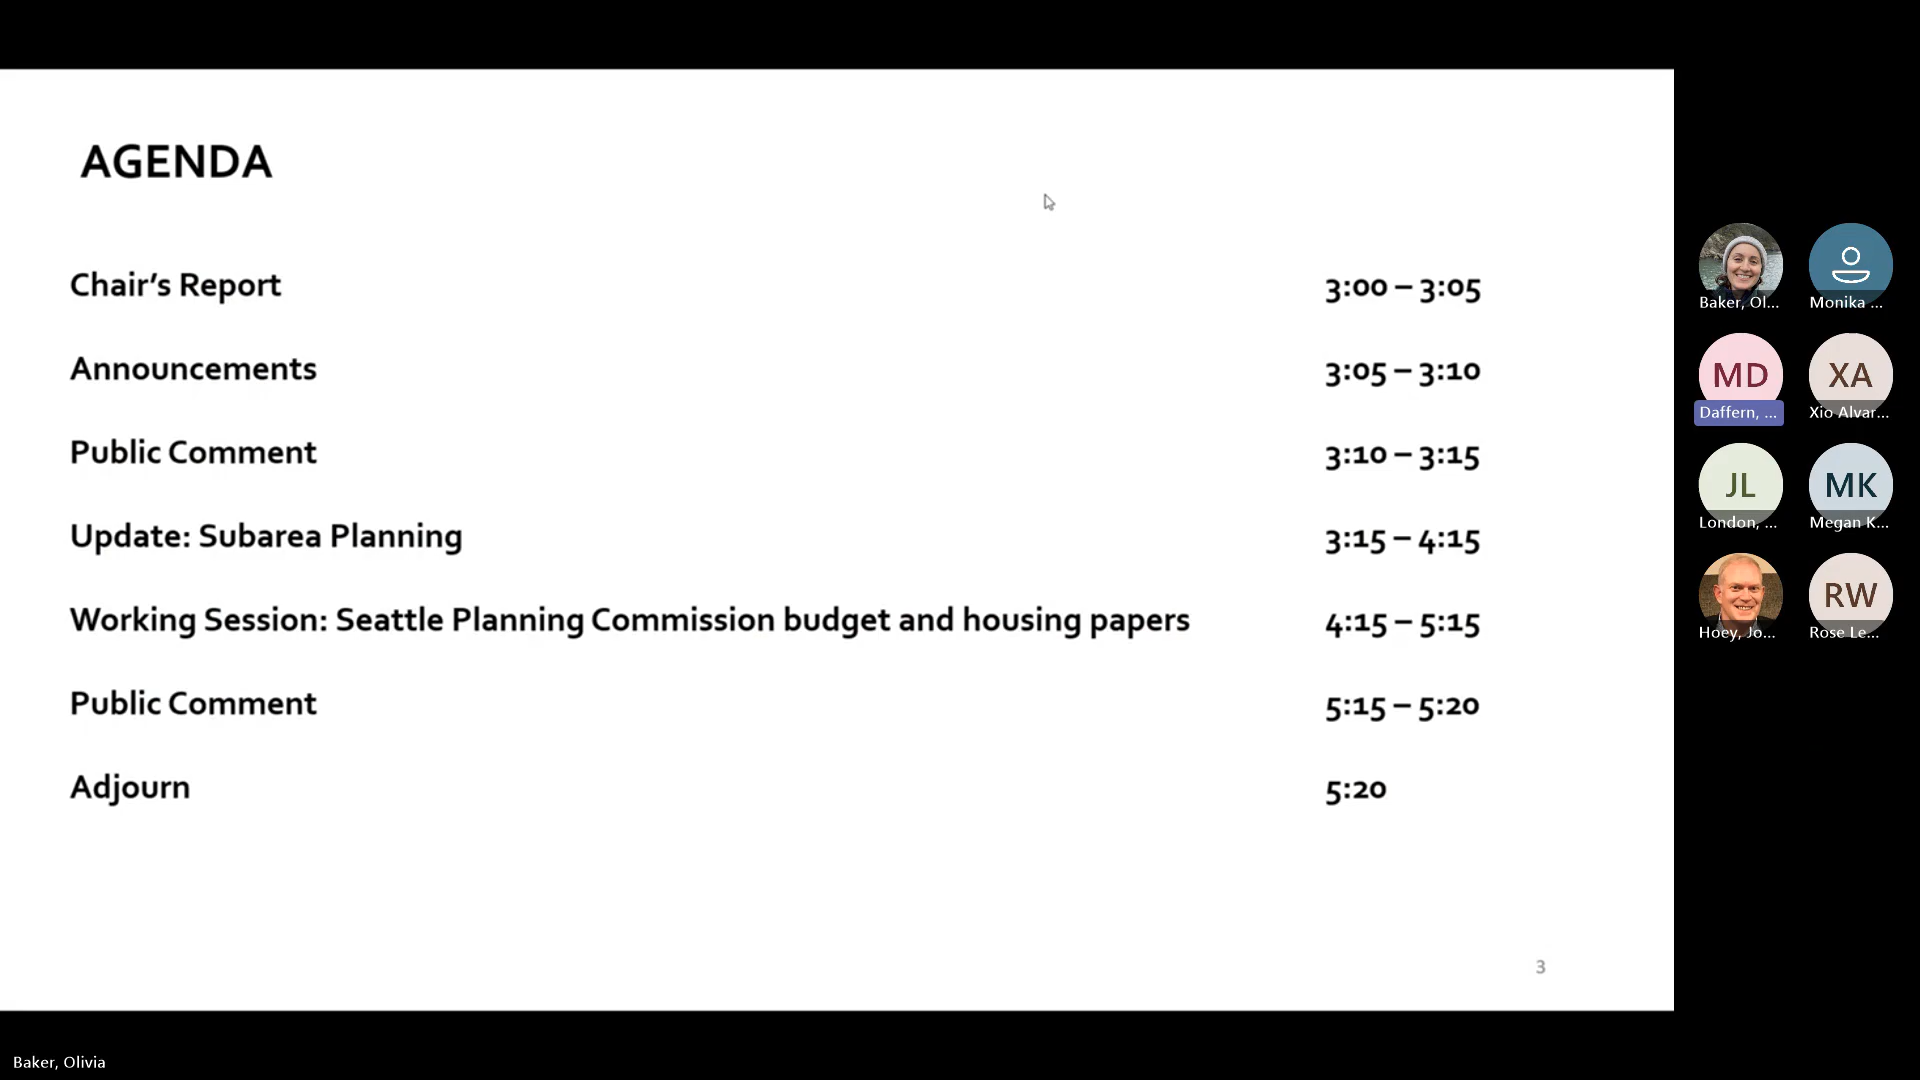 AGENDA
Chair's Report 3:00 – 3:05
Announcements 3:05 – 3:10
Public Comment 3:10 – 3:15
Update: Subarea Planning 3:15 – 4:15
Working Session: Seattle Planning Commission budget and housing papers 4:15 – 5:15
Public Comment 5:15 – 5:20
Adjourn 5:20
3
Baker, Ol...
Monika ...
MD
Daffern, ...
XA
Xio Alvar...
JL
London, ...
MK
Megan K...
Hoey, Jo...
RW
Rose Le...
Baker, Olivia